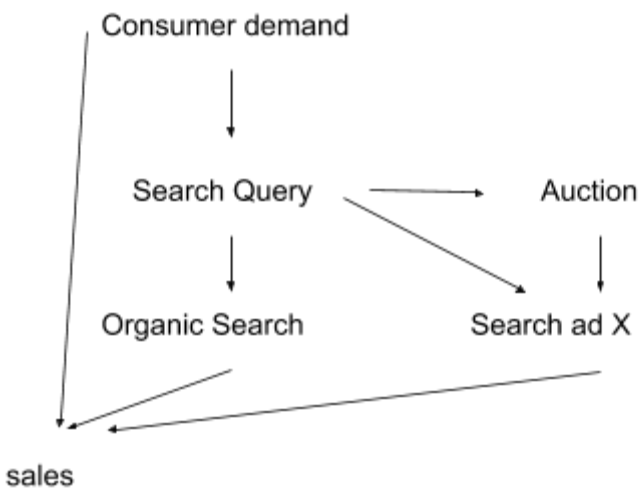 Consumer demand
Search Query
Auction
Organic Search
Search ad X
sales